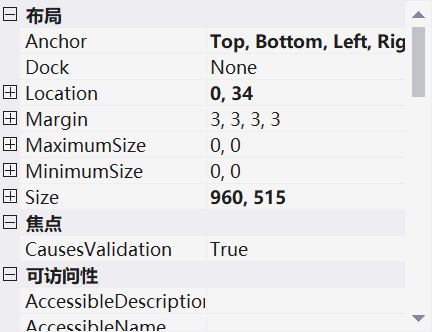 布局
Anchor Top, Bottom, Left, Rig
Dock None
Location 0, 34
Margin 3, 3, 3, 3
MaximumSize 0, 0
MinimumSize 0, 0
Size 960, 515
焦点
CausesValidation True
可访问性
AccessibleDescription
AccessibleName